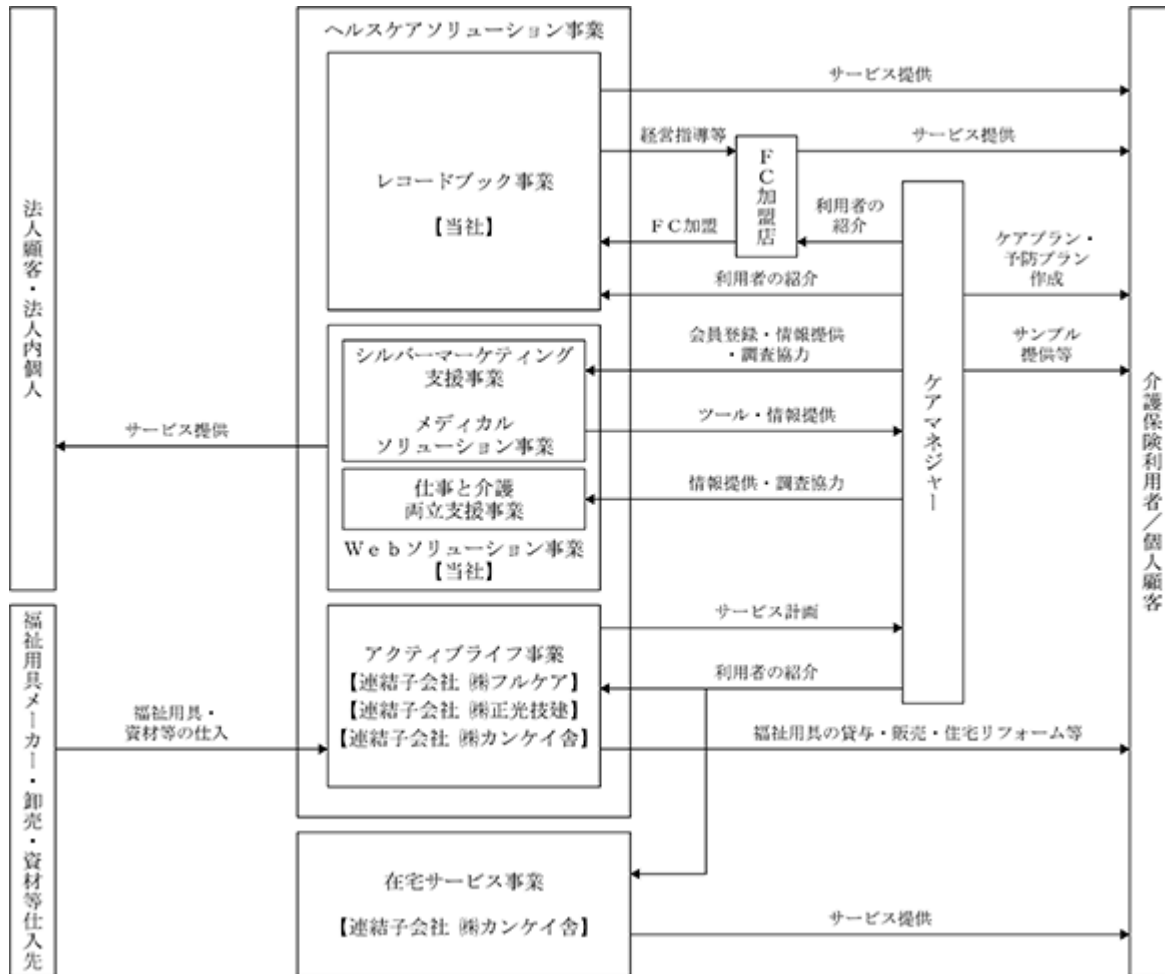 ヘルスケアソリューション事業
サービス提供
経営指導等
サービス提供
FC加盟店
レコードブック事業
【当社】
FC加盟
利用者の
紹介
ケアプラン・
予防プラン
作成
利用者の紹介
法人顧客・法人内個人
会員登録・情報提供
・調査協力
サンプル
提供等
シルバーマーケティング
支援事業
メディカル
ソリューション事業
サービス提供
ツール・情報提供
ケアマネジャー
介護保険利用者/個人顧客
仕事と介護
両立支援事業
情報提供・調査協力
Webソリューション事業
【当社】
サービス計画
アクティブライフ事業
【連結子会社 ㈱フルケア】
【連結子会社 ㈱正光技建】
【連結子会社 ㈱カンケイ舎】
利用者の紹介
福祉用具メーカー・卸売・資材等仕入先
福祉用具・
資材等の仕入
福祉用具の貸与・販売・住宅リフォーム等
在宅サービス事業
【連結子会社 ㈱カンケイ舎】
サービス提供